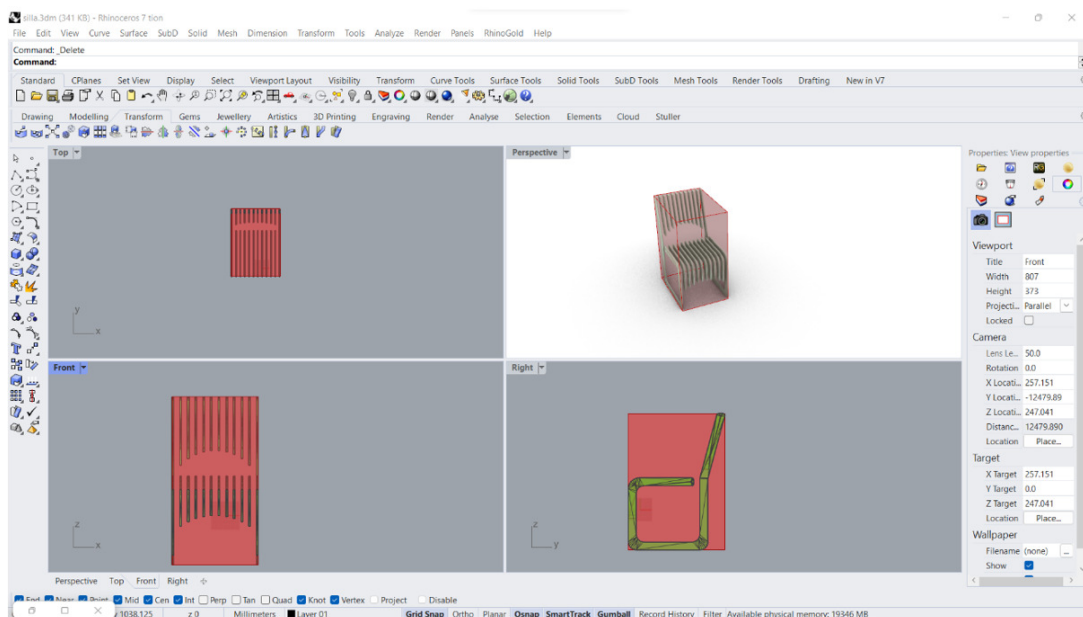 silla.3dm (341 KB) - Rhinoceros 7 tion
File Edit View Curve Surface SubD Solid Mesh Dimension Transform Tools Analyze Render Panels RhinoGold Help
Command: _Delete
Command:
Standard CPlanes Set View Display Select Viewport Layout Visibility Transform Curve Tools Surface Tools Solid Tools SubD Tools Mesh Tools Render Tools Drafting New in V7
Drawing Modelling Transform Gems Jewellery Artistics 3D Printing Engraving Render Analyse Selection Elements Cloud Stuller
Top
Perspective
Properties: View properties
y
x
Viewport
Title Front
Width 807
Height 373
Projecti... Parallel
Locked
Camera
Lens Le... 50.0
Rotation 0.0
X Locati... 257.151
Y Locati... -12479.89
Z Locati... 247.041
Distanc... 12479.890
Location Place...
Target
X Target 257.151
Y Target 0.0
Z Target 247.041
Location Place...
Wallpaper
Filename (none) ...
Show
Front
Right
z
x
z
y
Perspective Top Front Right
End Near Point Mid Cen Int Perp Tan Quad Knot Vertex Project Disable
1038.125 z 0 Millimeters Layer 01 Grid Snap Ortho Planar Osnap SmartTrack Gumball Record History Filter Available physical memory: 19346 MB